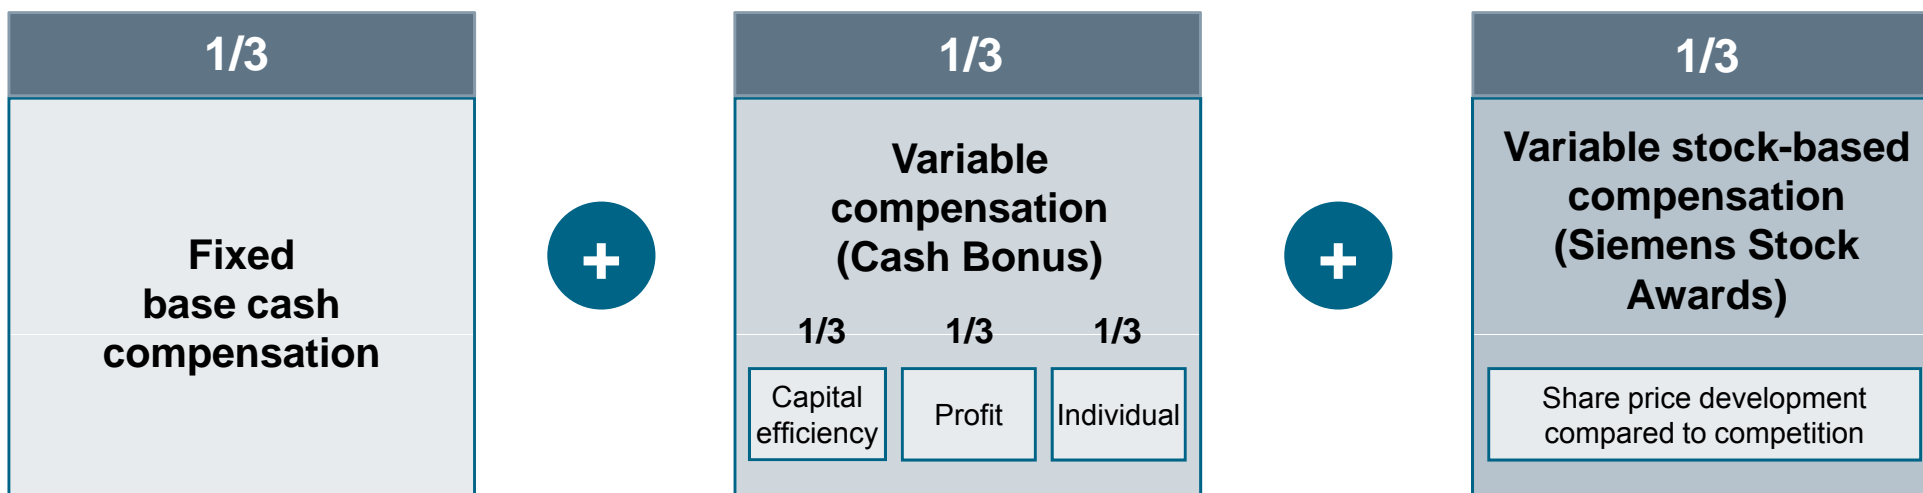 1/3
Fixed
base cash
compensation
+
1/3
Variable
compensation
(Cash Bonus)
1/3 1/3 1/3
Capital
efficiency
Profit
Individual
+
1/3
Variable stock-based
compensation
(Siemens Stock
Awards)
Share price development
compared to competition